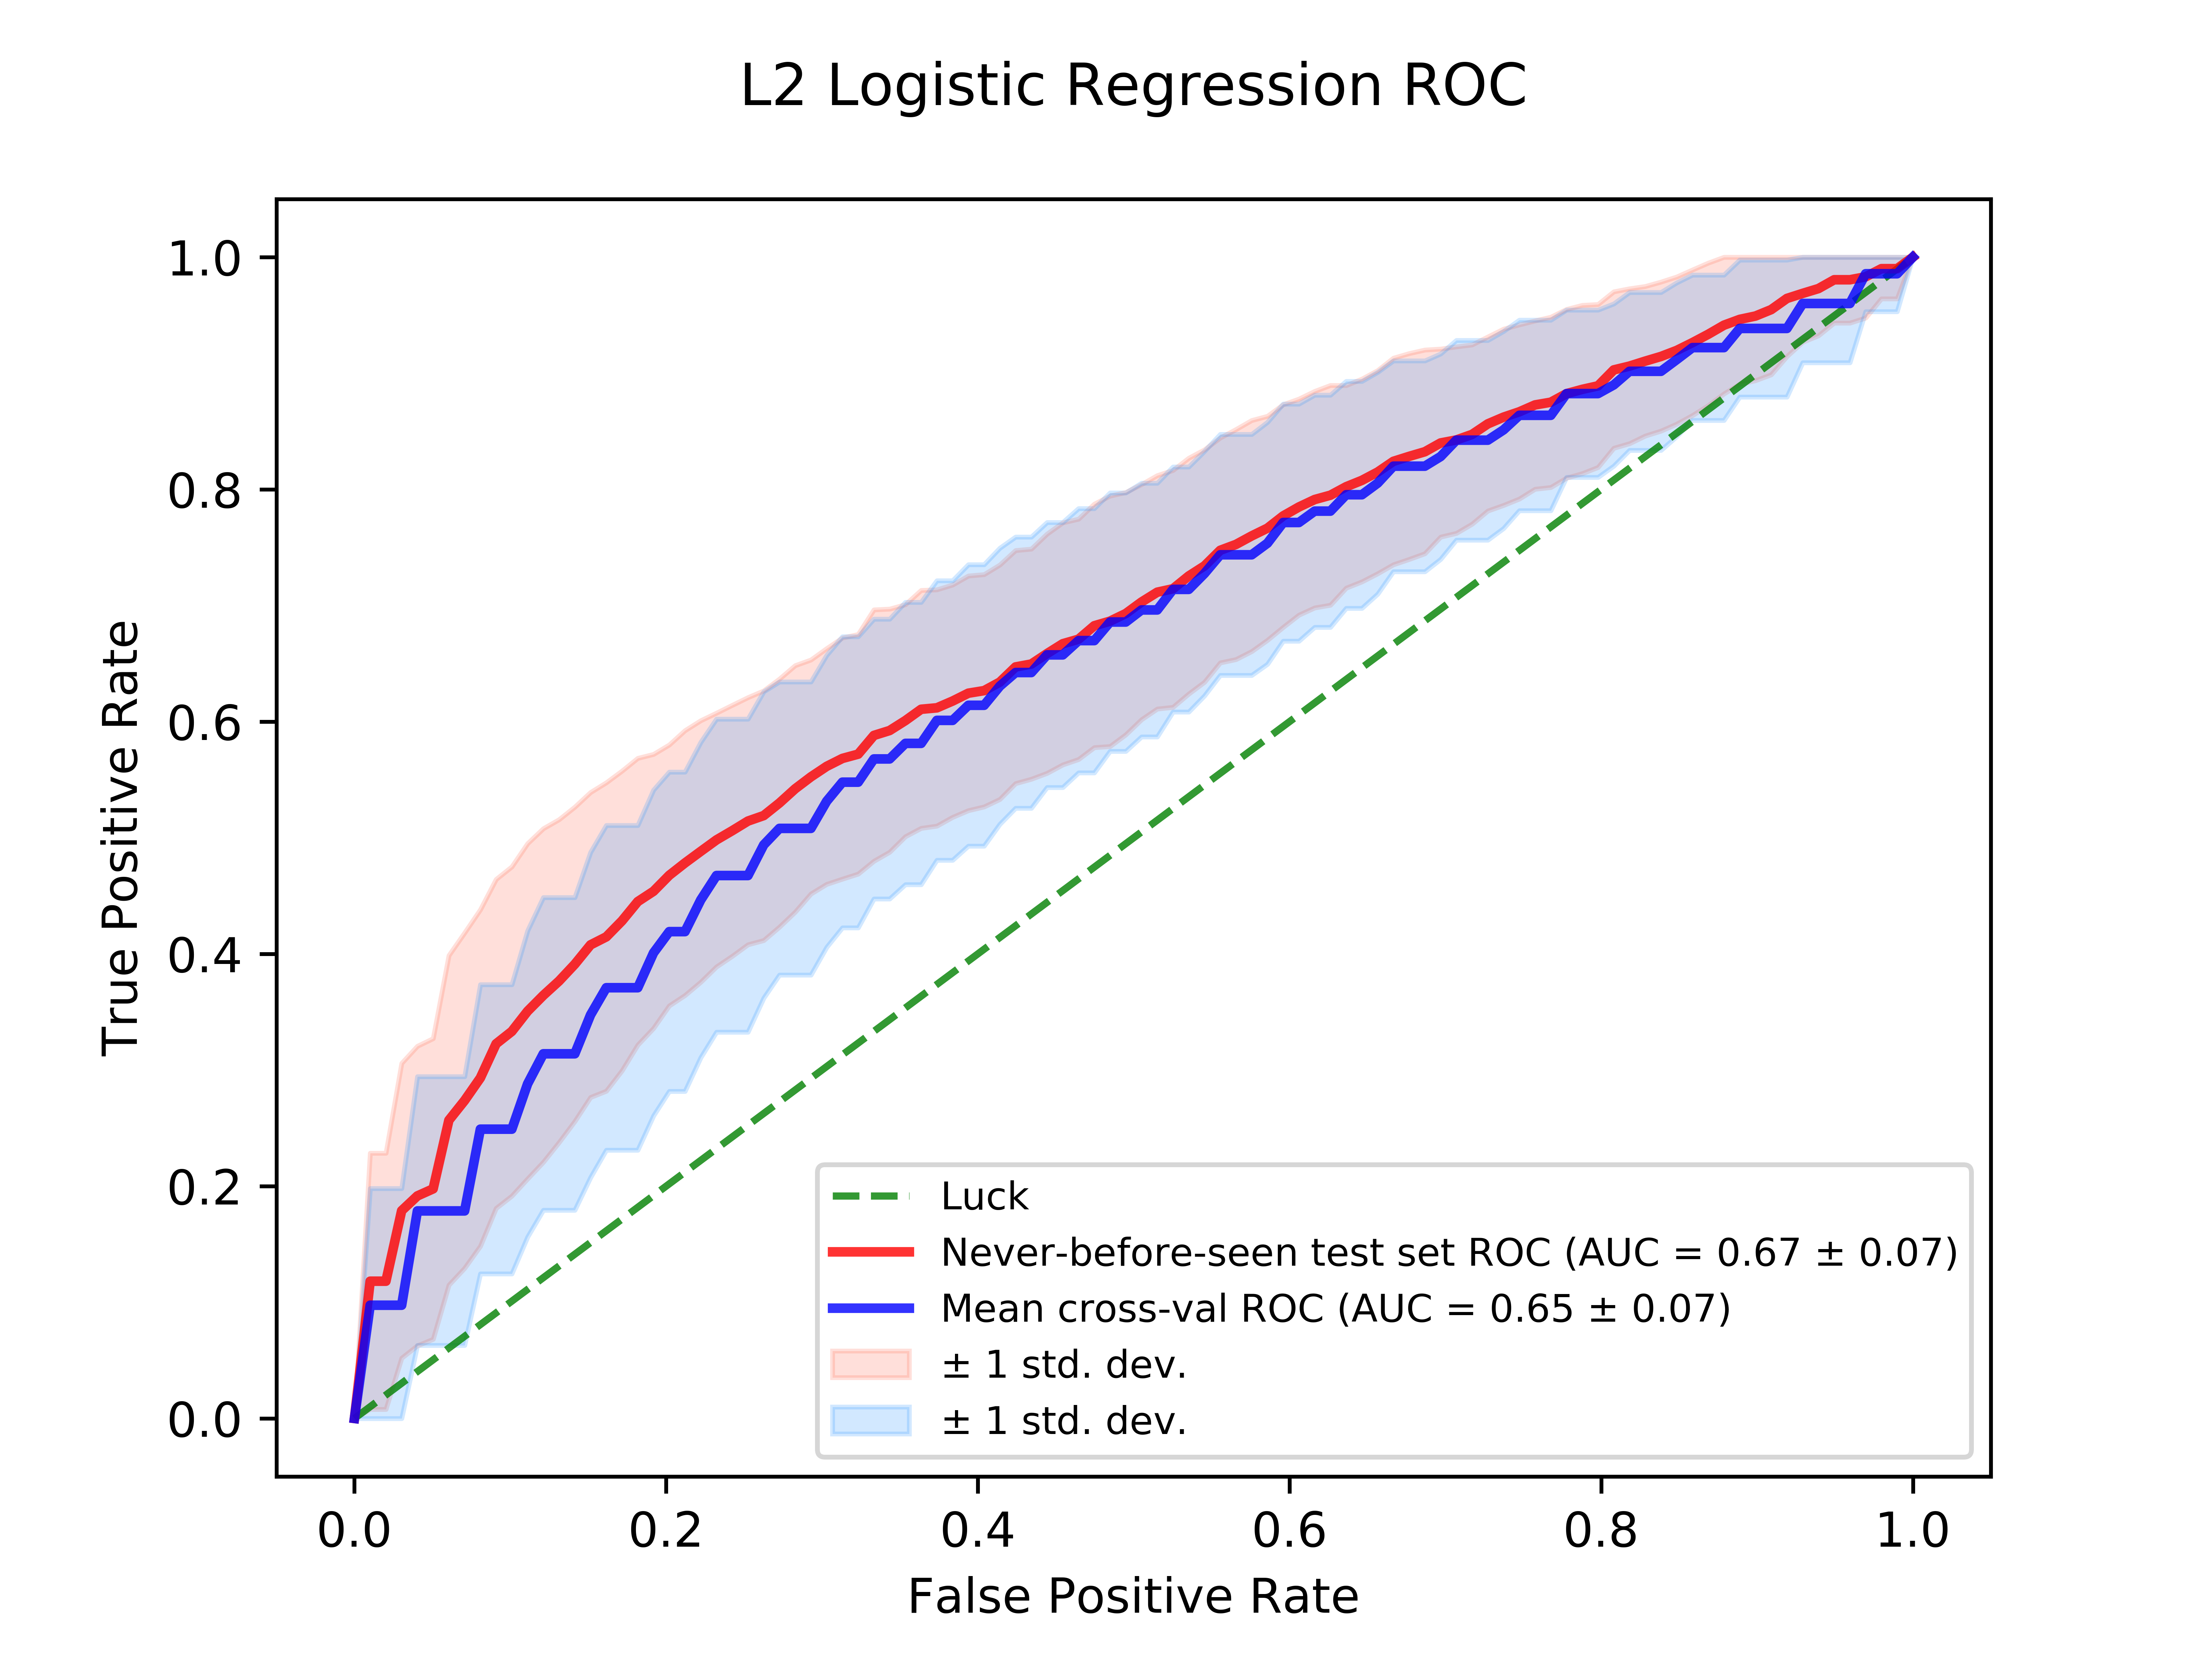 L2 Logistic Regression ROC
True Positive Rate
1.0
0.8
0.6
0.4
0.2
0.0
Luck
Never-before-seen test set ROC (AUC = 0.67 ± 0.07)
Mean cross-val ROC (AUC = 0.65 ± 0.07)
± 1 std. dev.
± 1 std. dev.
0.0 0.2 0.4 0.6 0.8 1.0
False Positive Rate